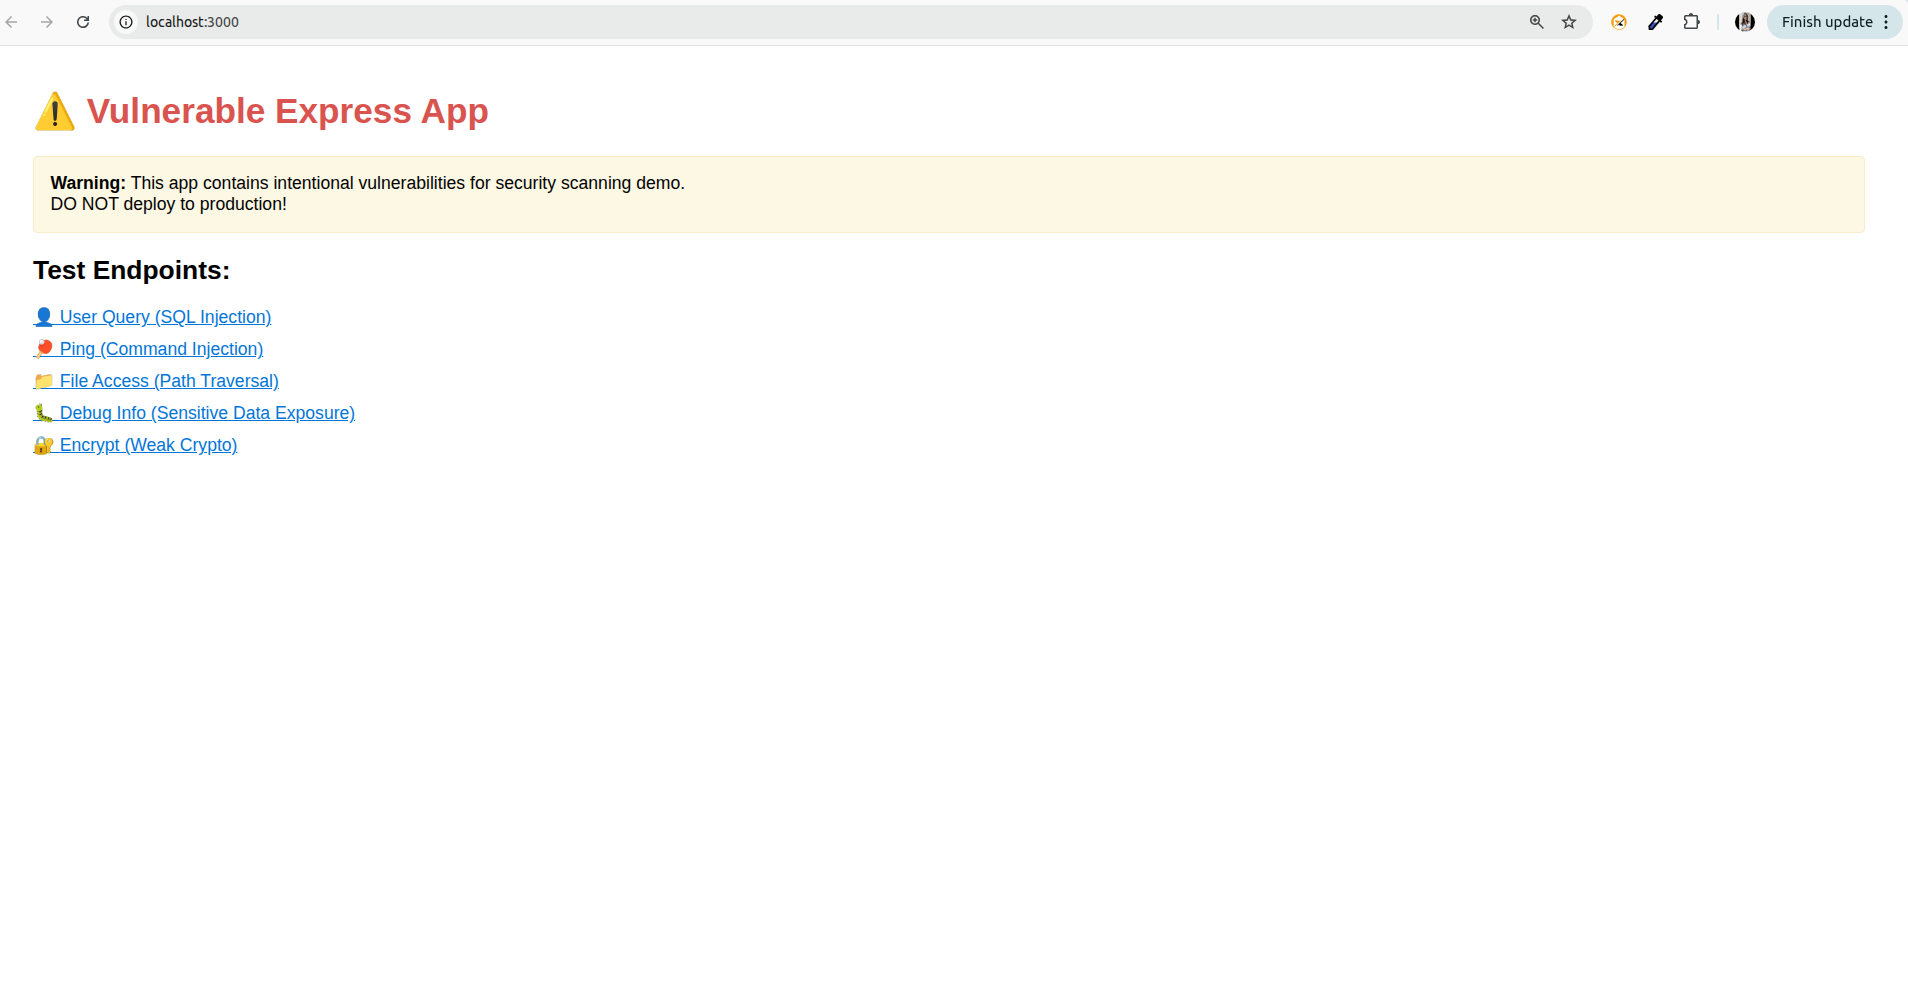 localhost:3000
Finish update
⚠️ Vulnerable Express App
Warning: This app contains intentional vulnerabilities for security scanning demo.
DO NOT deploy to production!
Test Endpoints:
👤 User Query (SQL Injection)
🏓 Ping (Command Injection)
📁 File Access (Path Traversal)
🐛 Debug Info (Sensitive Data Exposure)
🔐 Encrypt (Weak Crypto)